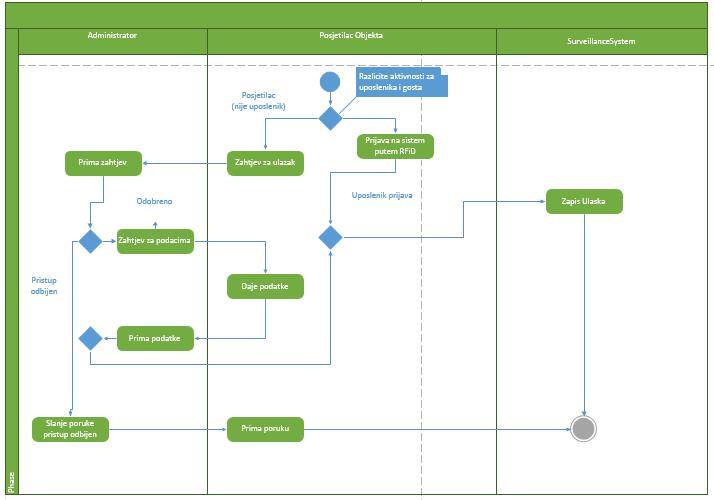 Administrator
Posjetilac Objekta
SurveillanceSystem
Razlicite aktivnosti za
uposlenika i gosta
Posjetilac
(nije uposlenik)
Prijava na sistem
putem RFiD
Prima zahtjev
Zahtjev za ulazak
Odobreno
Uposlenik prijava
Zapis Ulaska
Zahtjev za podacima
Pristup
odbijen
Daje podatke
Prima podatke
Slanje poruke
pristup odbijen
Prima poruku
Phase